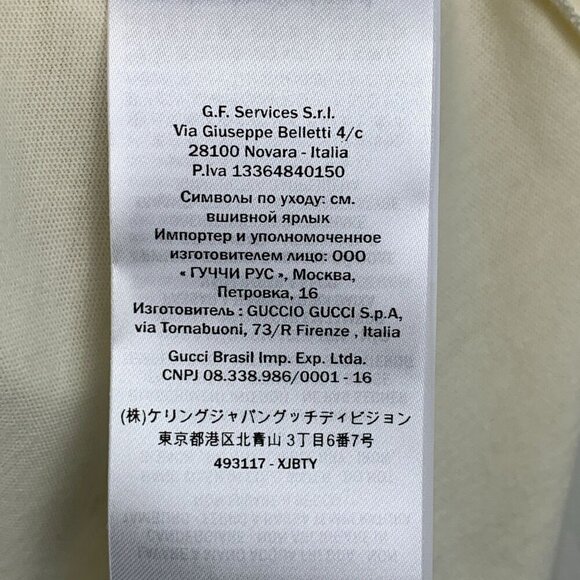 G.F. Services S.r.l.
Via Giuseppe Belletti 4/c
28100 Novara - Italia
P.Iva 13364840150
Символы по уходу: см.
вшивной ярлык
Импортер и уполномоченное
изготовителем лицо: ООО
« ГУЧЧИ РУС », Москва,
Петровка, 16
Изготовитель : GUCCIO GUCCI S.p.A,
via Tornabuoni, 73/R Firenze , Italia
Gucci Brasil Imp. Exp. Ltda.
CNPJ 08.338.986/0001 - 16
(株)ケリングジャパングッチディビジョン
東京都港区北青山 3丁目6番7号
493117 - XJBTY